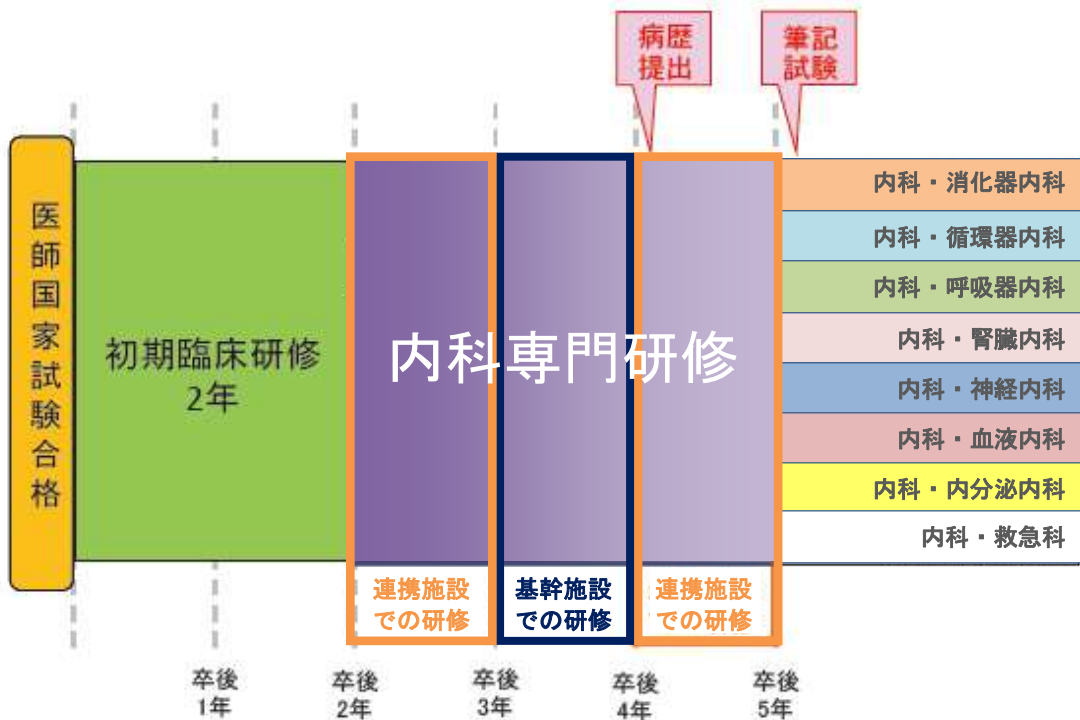 病歴
提出
筆記
試験
医師国家試験合格
初期臨床研修
2年
内科専門研修
内科・消化器内科
内科・循環器内科
内科・呼吸器内科
内科・腎臓内科
内科・神経内科
内科・血液内科
内科・内分泌内科
内科・救急科
連携施設
での研修
基幹施設
での研修
連携施設
での研修
卒後
1年
卒後
2年
卒後
3年
卒後
4年
卒後
5年